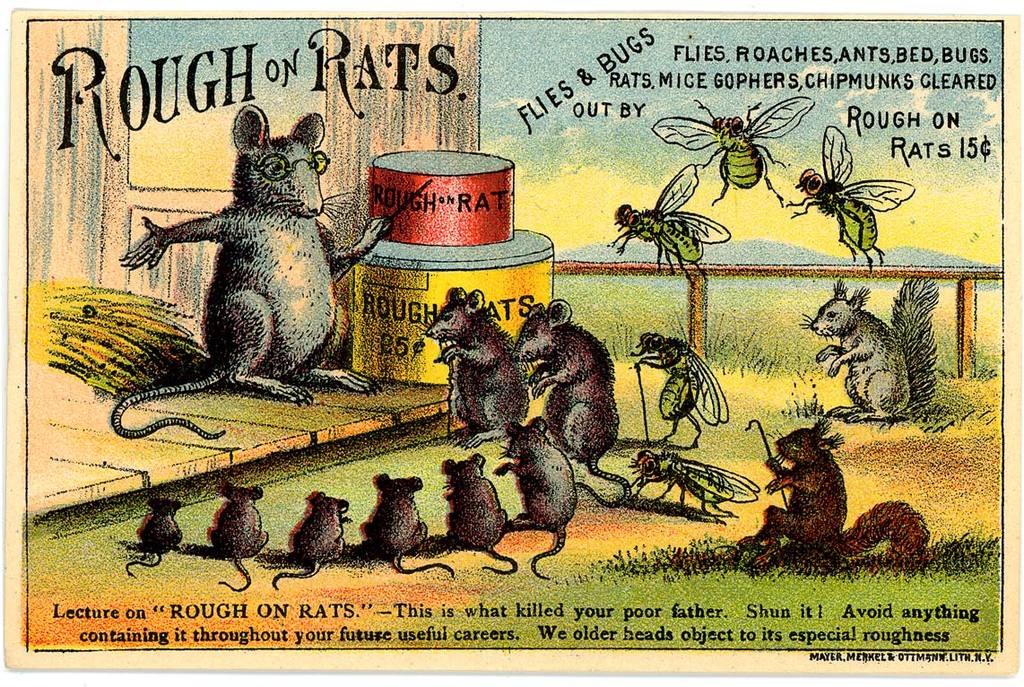 ROUGH ON RATS.
FLIES & BUGS
FLIES, ROACHES, ANTS, BED, BUGS,
RATS, MICE GOPHERS, CHIPMUNKS CLEARED
OUT BY
ROUGH ON
RATS 15¢
ROUGH ON RAT
ROUGH RATS
25¢
Lecture on "ROUGH ON RATS."—This is what killed your poor father. Shun it! Avoid anything
containing it throughout your future useful careers. We older heads object to its especial roughness
MAYER, MERKEL & OTTMANN. LITH. N.Y.